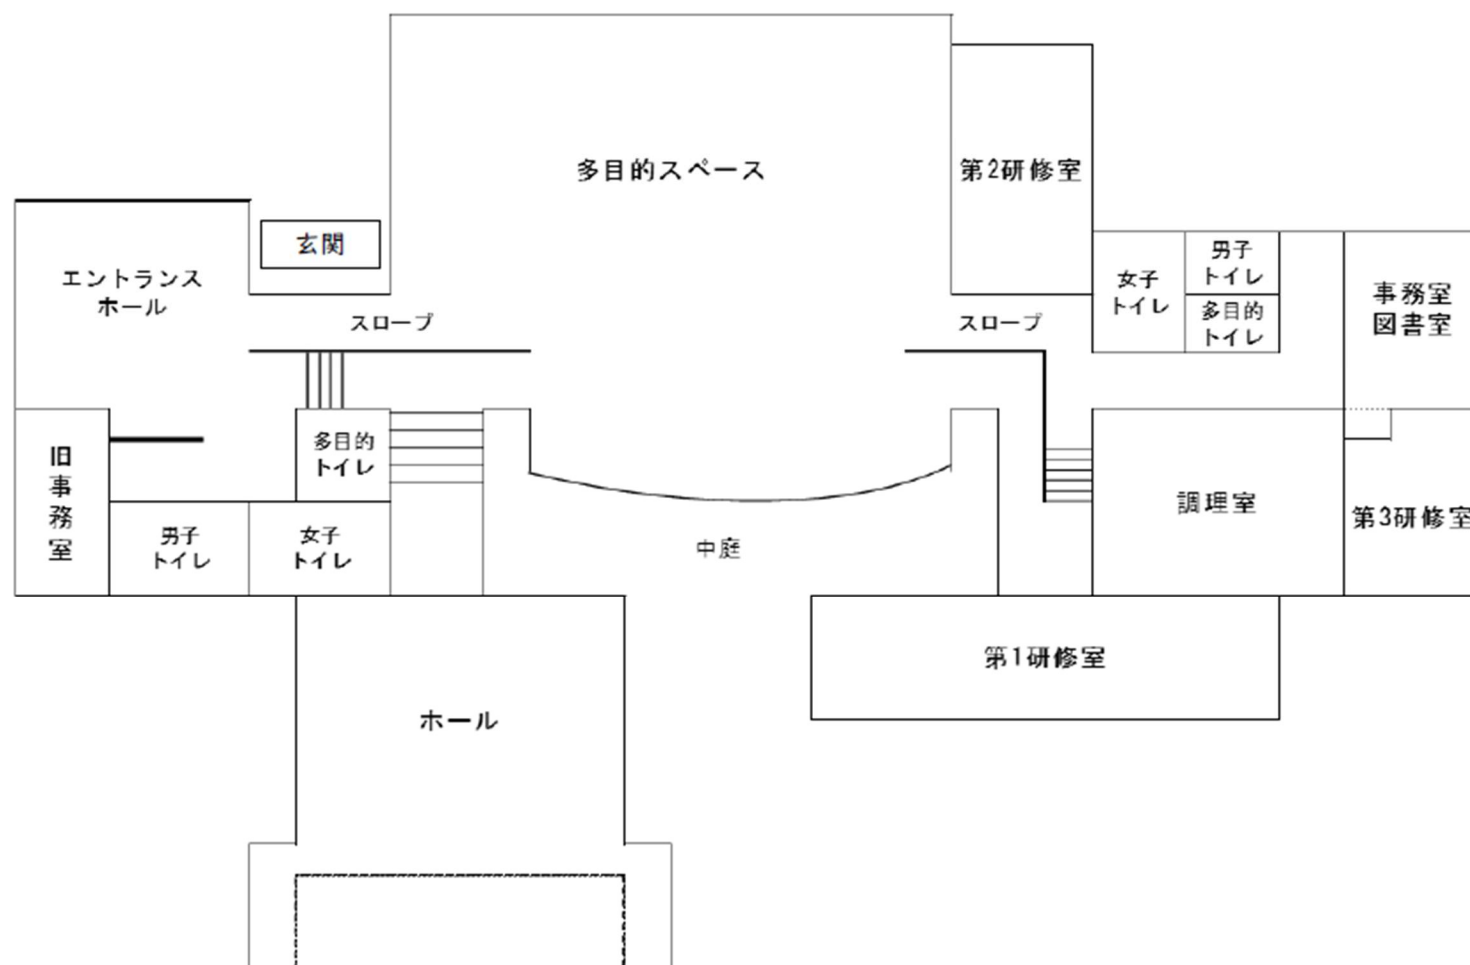 多目的スペース
第2研修室
玄関
エントランス
ホール
スロープ
スロープ
女子
トイレ
男子
トイレ
多目的
トイレ
事務室
図書室
旧
事
務
室
多目的
トイレ
男子
トイレ
女子
トイレ
中庭
調理室
第3研修室
第1研修室
ホール